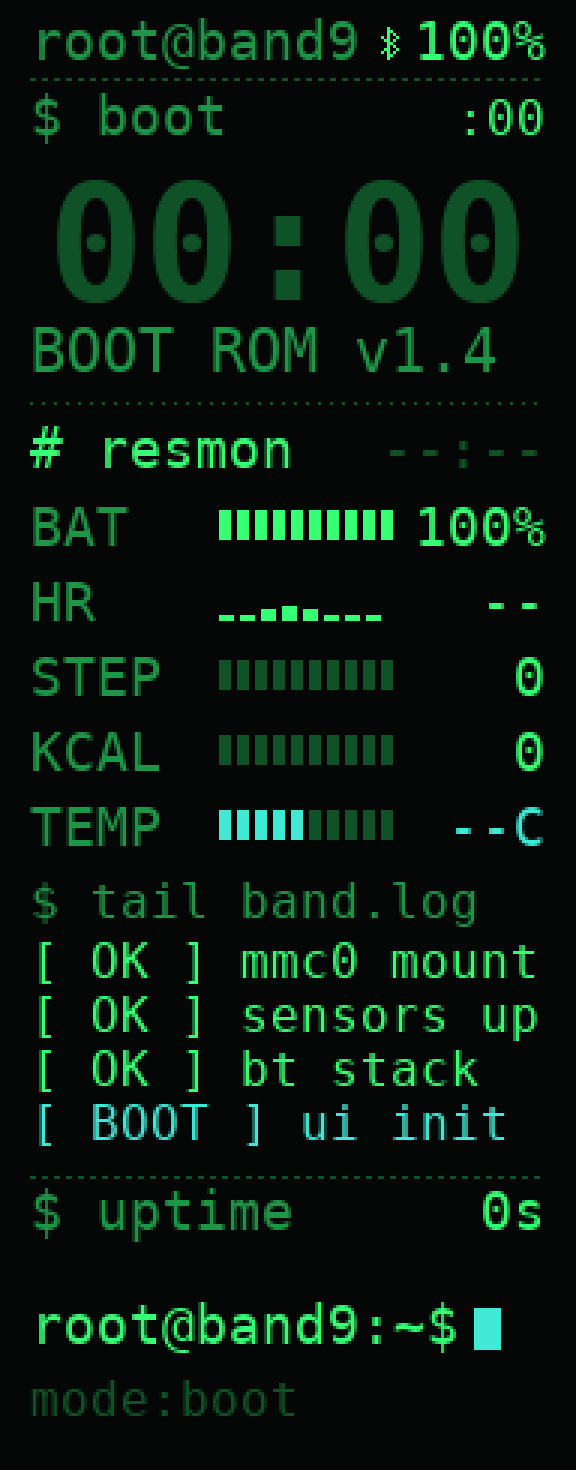 root@band9 100%
$ boot :00
00:00
BOOT ROM v1.4
# resmon --:--
BAT 100%
HR --
STEP 0
KCAL 0
TEMP --C
$ tail band.log
[ OK ] mmc0 mount
[ OK ] sensors up
[ OK ] bt stack
[ BOOT ] ui init
$ uptime 0s
root@band9:~$
mode:boot